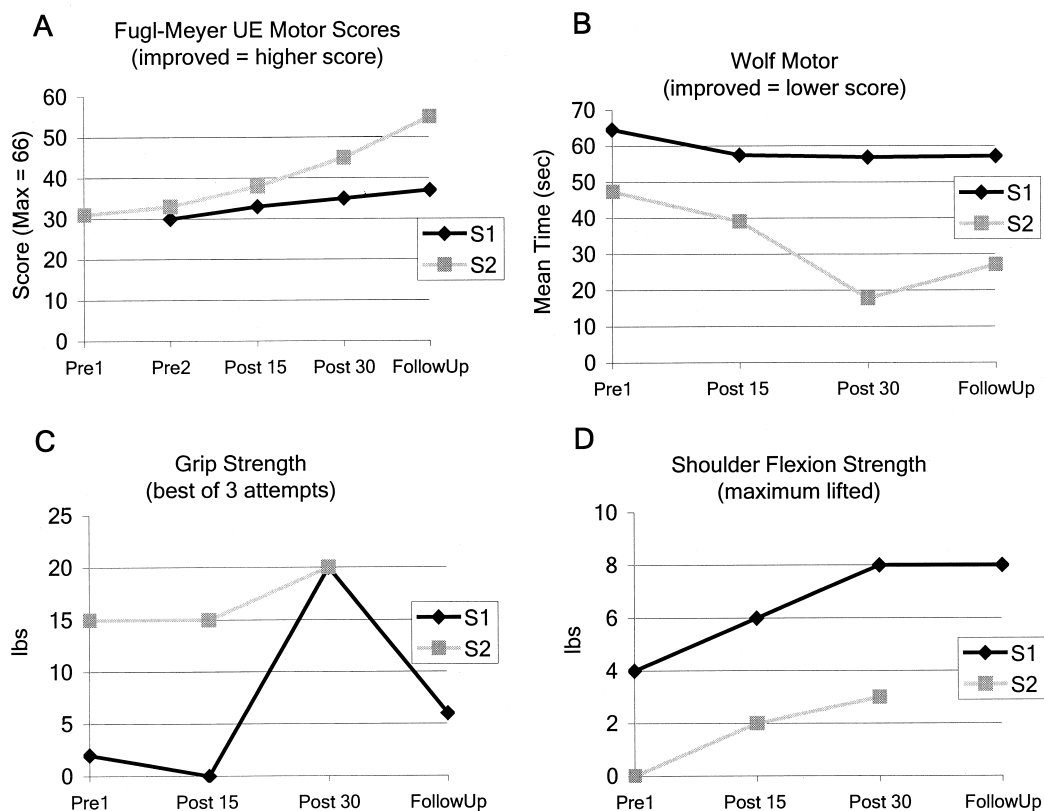 A
Fugl-Meyer UE Motor Scores
(improved = higher score)
Score (Max = 66)
60
50
40
30
20
10
0
Pre1 Pre2 Post 15 Post 30 FollowUp
S1
S2
B
Wolf Motor
(improved = lower score)
Mean Time (sec)
70
60
50
40
30
20
10
0
Pre1 Post 15 Post 30 FollowUp
S1
S2
C
Grip Strength
(best of 3 attempts)
lbs
25
20
15
10
5
0
Pre1 Post 15 Post 30 FollowUp
S1
S2
D
Shoulder Flexion Strength
(maximum lifted)
lbs
10
8
6
4
2
0
Pre1 Post 15 Post 30 FollowUp
S1
S2